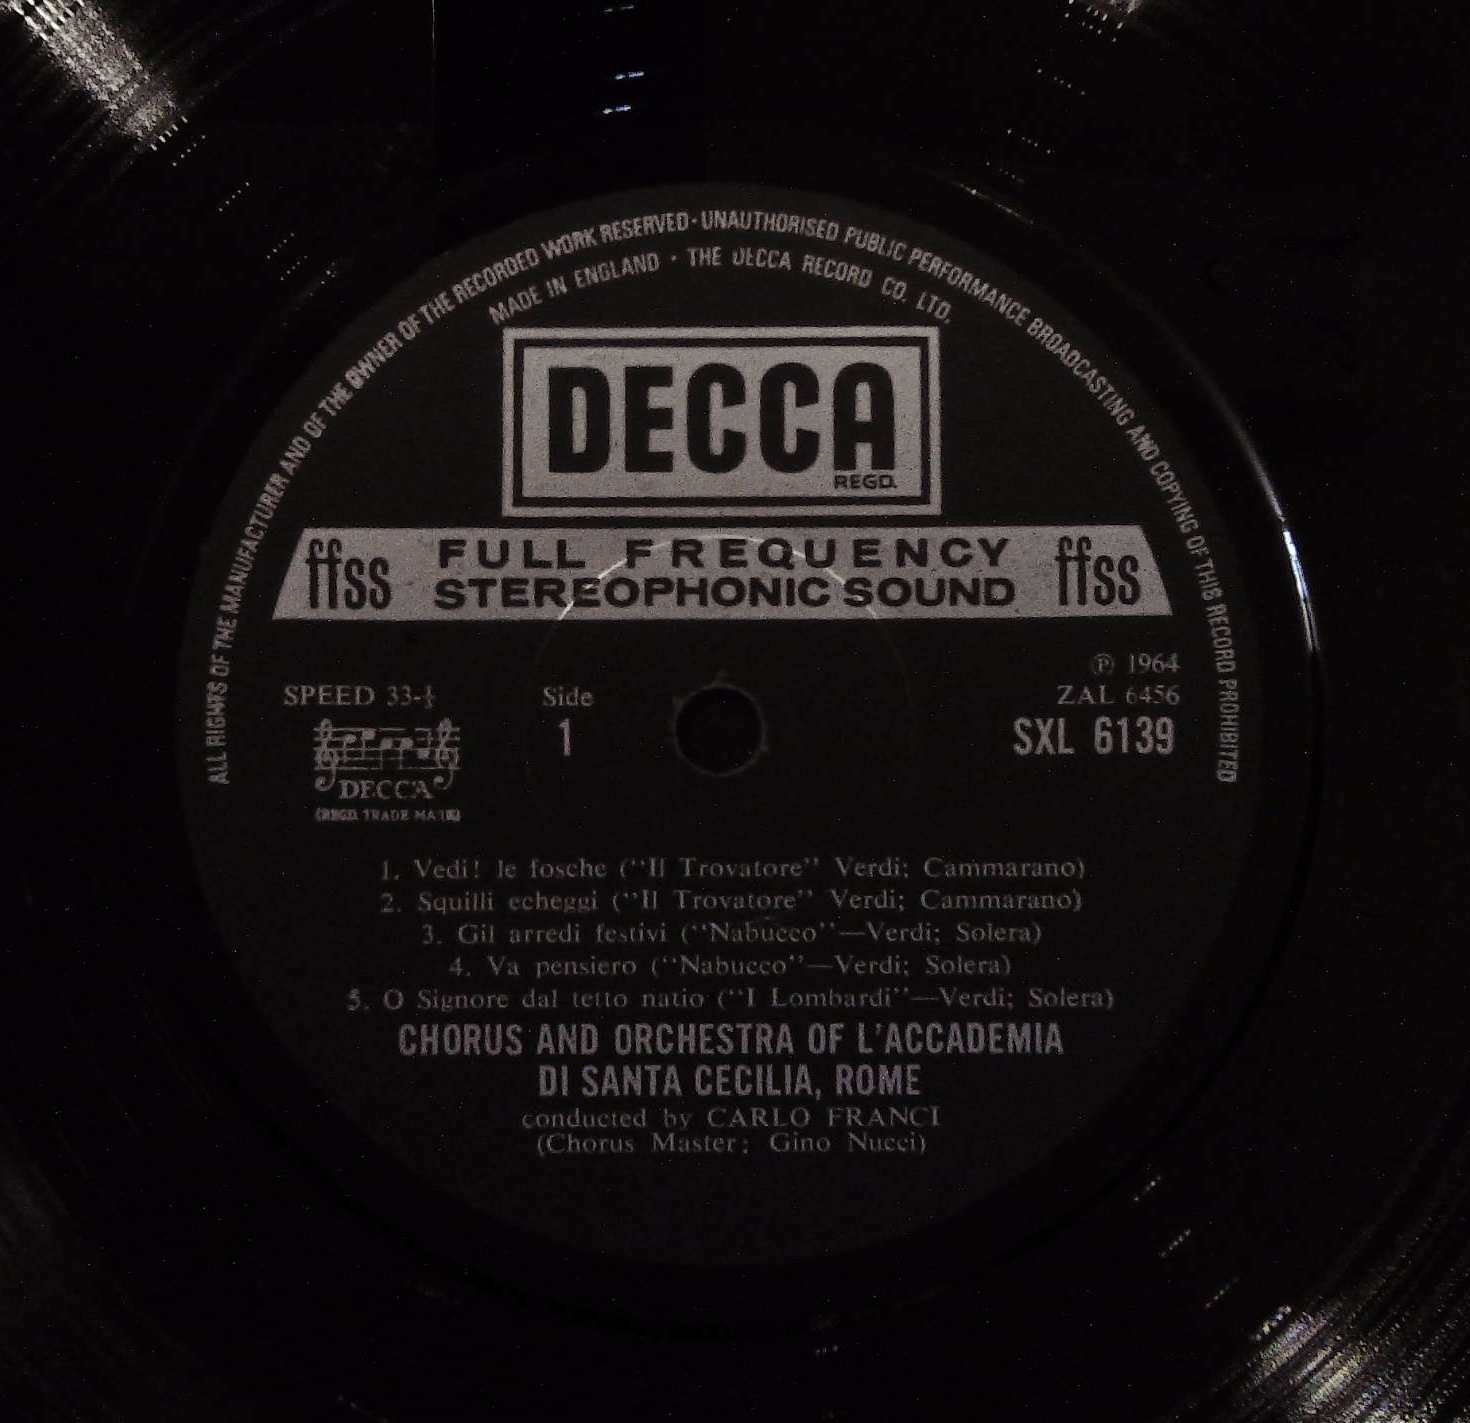 ALL RIGHTS OF THE MANUFACTURER AND OF THE OWNER OF THE RECORDED WORK RESERVED · UNAUTHORISED PUBLIC PERFORMANCE BROADCASTING AND COPYING OF THIS RECORD PROHIBITED
MADE IN ENGLAND · THE DECCA RECORD CO. LTD.
DECCA
REGD.
ffss FULL FREQUENCY STEREOPHONIC SOUND ffss
℗ 1964
SPEED 33-⅓ Side ZAL 6456
1 SXL 6139
DECCA
(REGD. TRADE MARK)
1. Vedi! le fosche ("Il Trovatore" Verdi; Cammarano)
2. Squilli echeggi ("Il Trovatore" Verdi; Cammarano)
3. Gil arredi festivi ("Nabucco"—Verdi; Solera)
4. Va pensiero ("Nabucco"—Verdi; Solera)
5. O Signore dal tetto natio ("I Lombardi"—Verdi; Solera)
CHORUS AND ORCHESTRA OF L'ACCADEMIA
DI SANTA CECILIA, ROME
conducted by CARLO FRANCI
(Chorus Master; Gino Nucci)